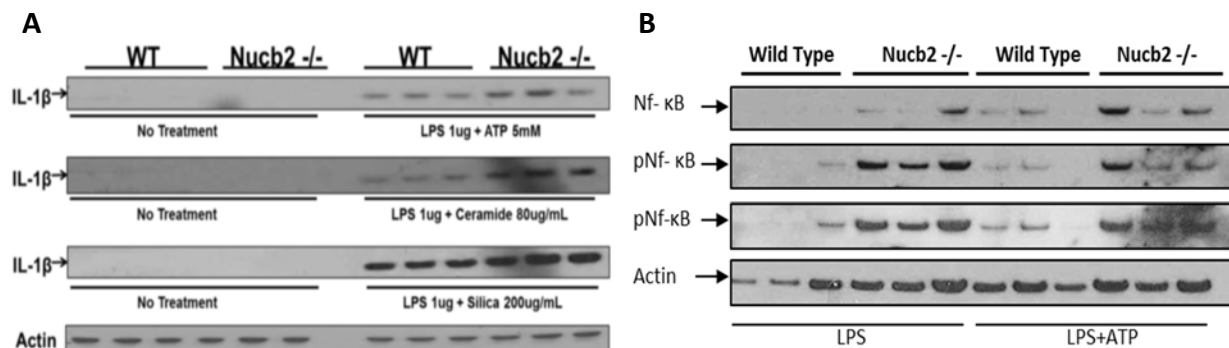 A
WT Nucb2 -/- WT Nucb2 -/-
IL-1β
No Treatment LPS 1ug + ATP 5mM
IL-1β
No Treatment LPS 1ug + Ceramide 80ug/mL
IL-1β
No Treatment LPS 1ug + Silica 200ug/mL
Actin
B
Wild Type Nucb2 -/- Wild Type Nucb2 -/-
Nf- κB
pNf- κB
pNf-κB
Actin
LPS LPS+ATP